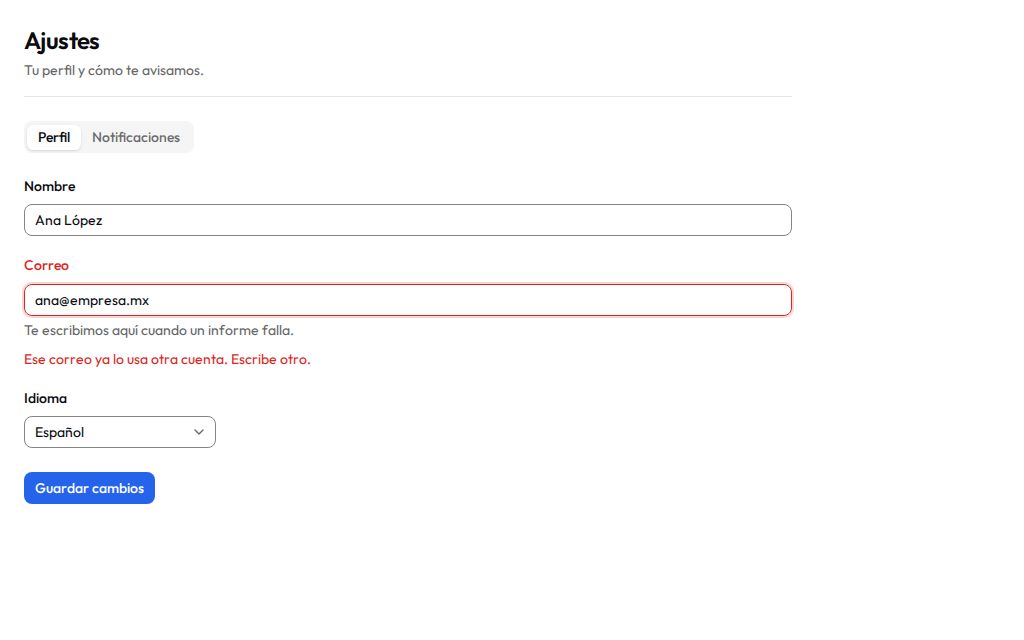 Ajustes
Tu perfil y cómo te avisamos.
Perfil Notificaciones
Nombre
Ana López
Correo
ana@empresa.mx
Te escribimos aquí cuando un informe falla.
Ese correo ya lo usa otra cuenta. Escribe otro.
Idioma
Español
Guardar cambios